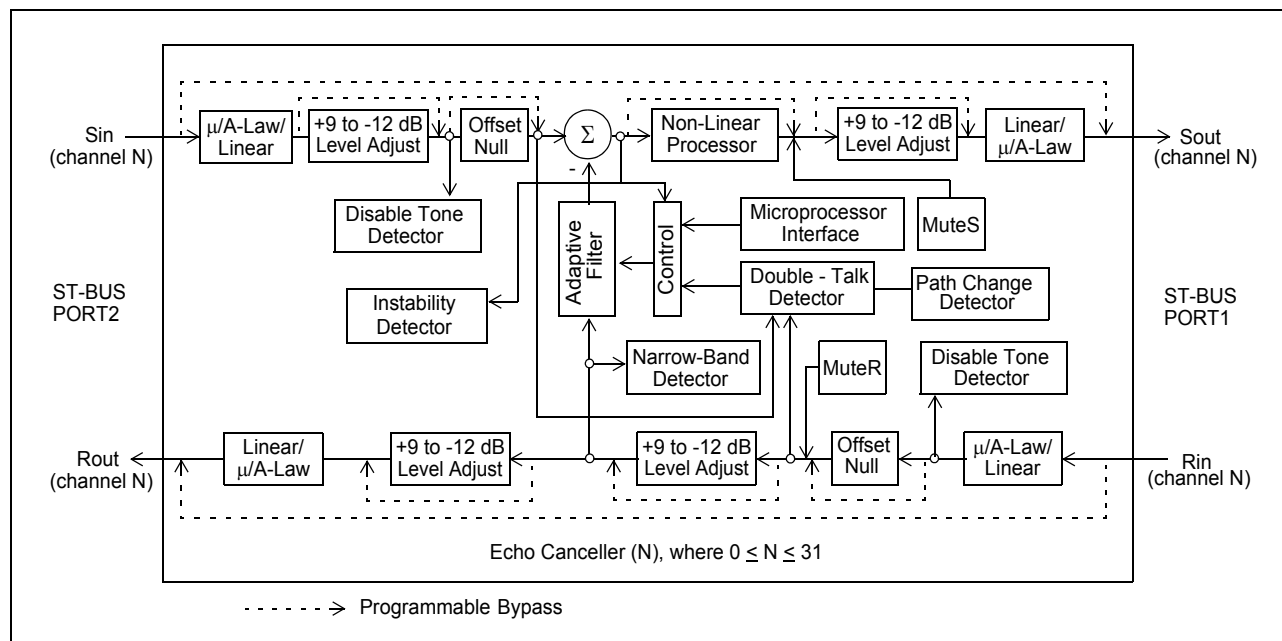 Sin
(channel N)
μ/A-Law/
Linear
+9 to -12 dB
Level Adjust
Offset
Null
Σ
-
Non-Linear
Processor
+9 to -12 dB
Level Adjust
Linear/
μ/A-Law
Sout
(channel N)
Disable Tone
Detector
Adaptive
Filter
Control
Microprocessor
Interface
MuteS
ST-BUS
PORT2
Instability
Detector
Double - Talk
Detector
Path Change
Detector
ST-BUS
PORT1
Narrow-Band
Detector
MuteR
Disable Tone
Detector
Rout
(channel N)
Linear/
μ/A-Law
+9 to -12 dB
Level Adjust
+9 to -12 dB
Level Adjust
Offset
Null
μ/A-Law/
Linear
Rin
(channel N)
Echo Canceller (N), where 0 ≤ N ≤ 31
Programmable Bypass